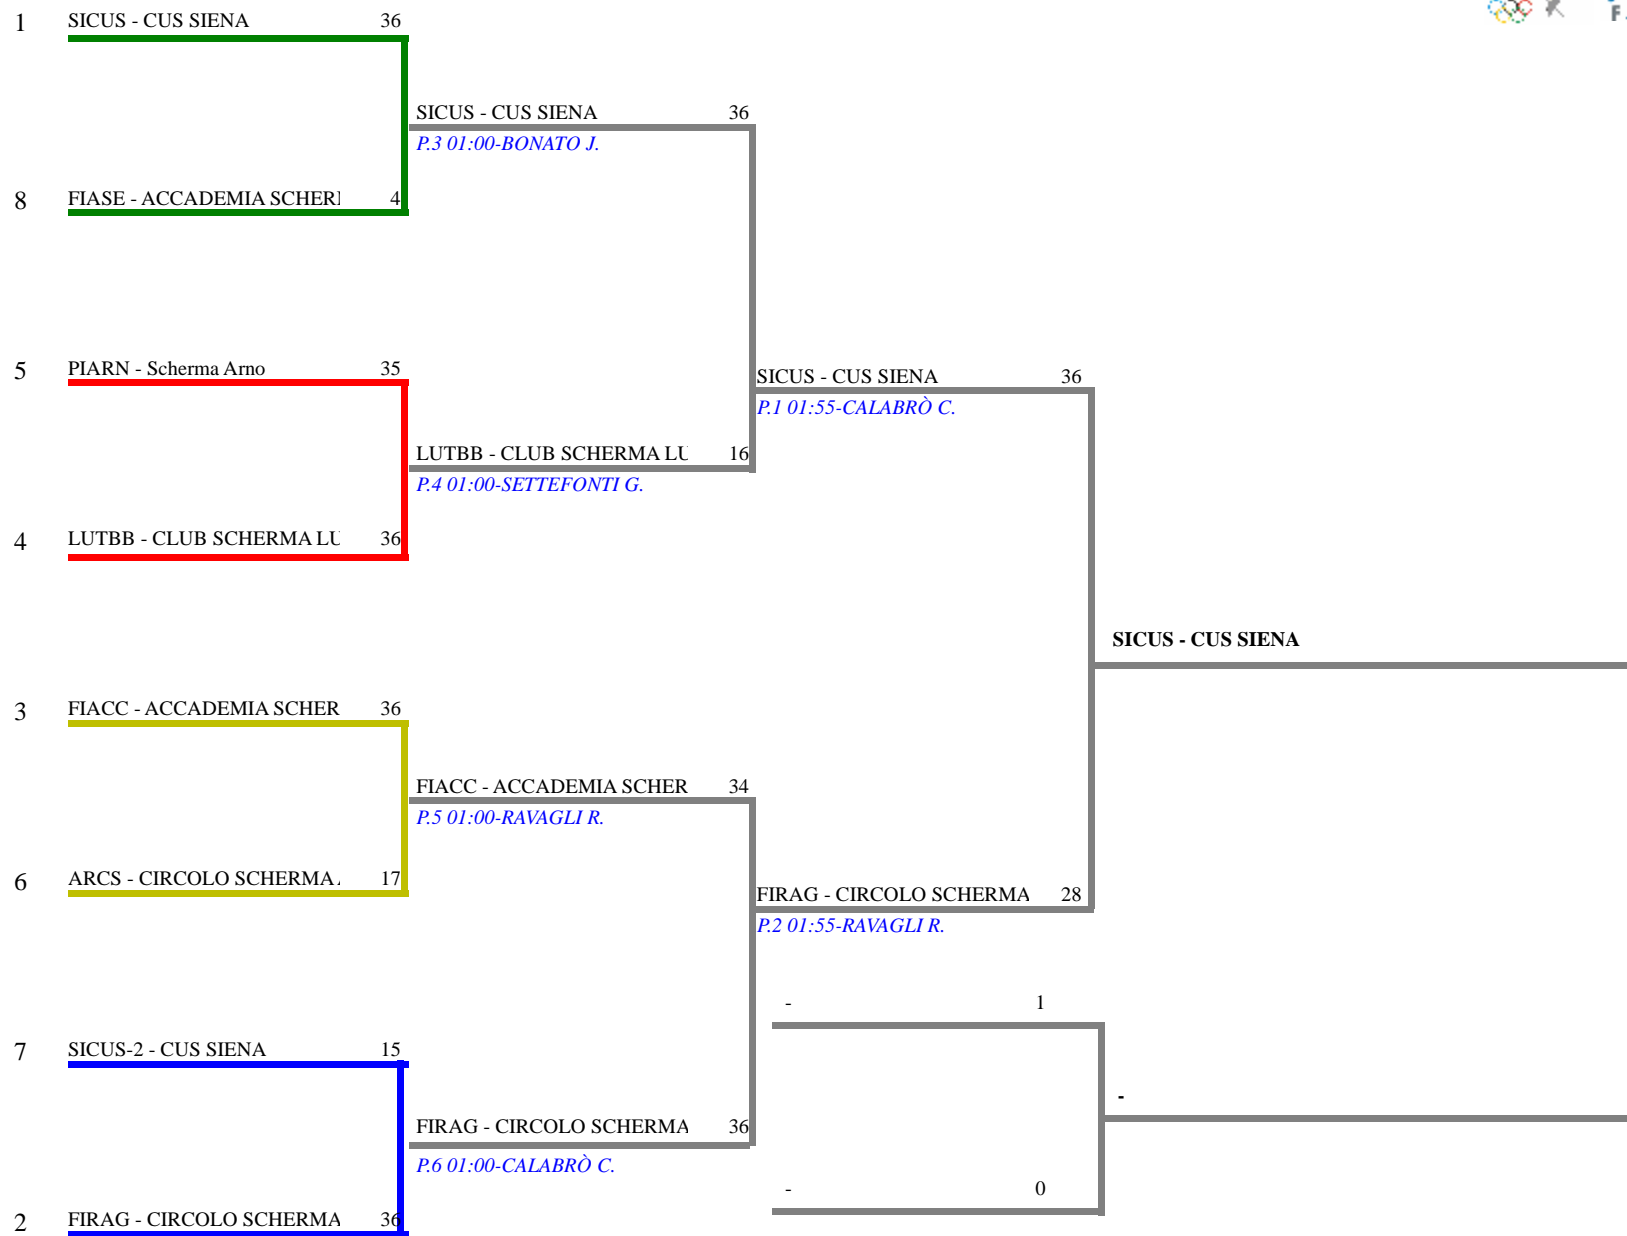 1 SICUS - CUS SIENA 36
SICUS - CUS SIENA 36
P.3 01:00-BONATO J.
8 FIASE - ACCADEMIA SCHER 4
5 PIARN - Scherma Arno 35
SICUS - CUS SIENA 36
P.1 01:55-CALABRÒ C.
LUTBB - CLUB SCHERMA LU 16
P.4 01:00-SETTEFONTI G.
4 LUTBB - CLUB SCHERMA LU 36
SICUS - CUS SIENA
3 FIACC - ACCADEMIA SCHER 36
FIACC - ACCADEMIA SCHER 34
P.5 01:00-RAVAGLI R.
6 ARCS - CIRCOLO SCHERMA 17
FIRAG - CIRCOLO SCHERMA 28
P.2 01:55-RAVAGLI R.
- 1
7 SICUS-2 - CUS SIENA 15
-
FIRAG - CIRCOLO SCHERMA 36
P.6 01:00-CALABRÒ C.
- 0
2 FIRAG - CIRCOLO SCHERMA 36